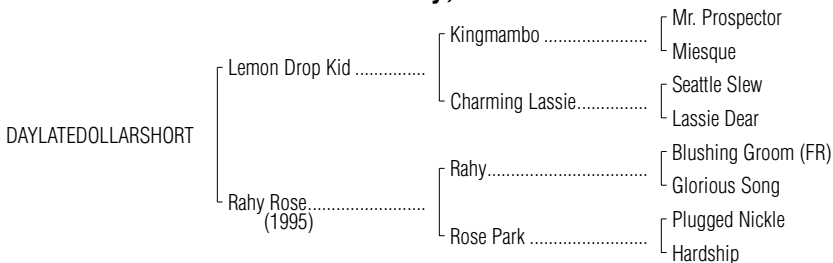 Mr. Prospector
Kingmambo ......................
Miesque
Lemon Drop Kid ...............
Seattle Slew
Charming Lassie...............
Lassie Dear
DAYLATEDOLLARSHORT
Blushing Groom (FR)
Rahy..................................
Glorious Song
Rahy Rose.........................
(1995)
Plugged Nickle
Rose Park .........................
Hardship